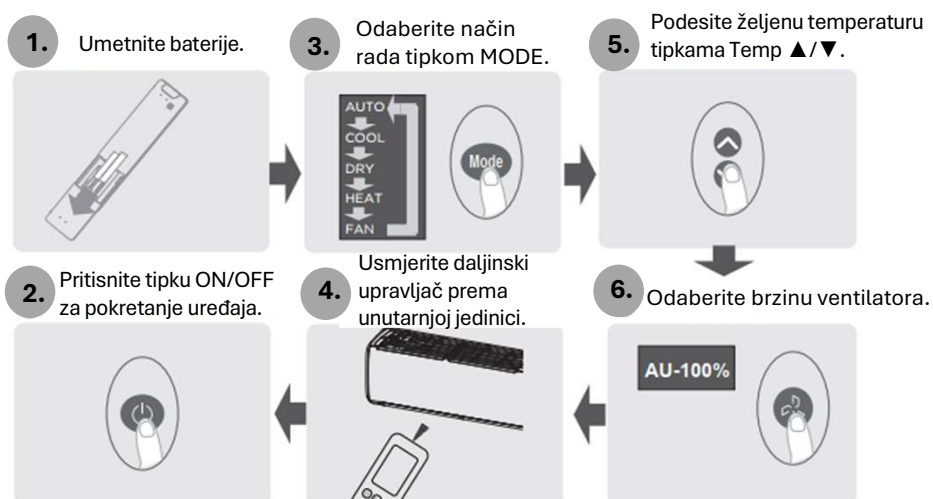 1.
Umetnite baterije.
3.
Odaberite način
rada tipkom MODE.
AUTO
COOL
DRY
HEAT
FAN
Mode
5.
Podesite željenu temperaturu
tipkama Temp ▲/▼.
2.
Pritisnite tipku ON/OFF
za pokretanje uređaja.
4.
Usmjerite daljinski
upravljač prema
unutarnjoj jedinici.
6.
Odaberite brzinu ventilatora.
AU-100%